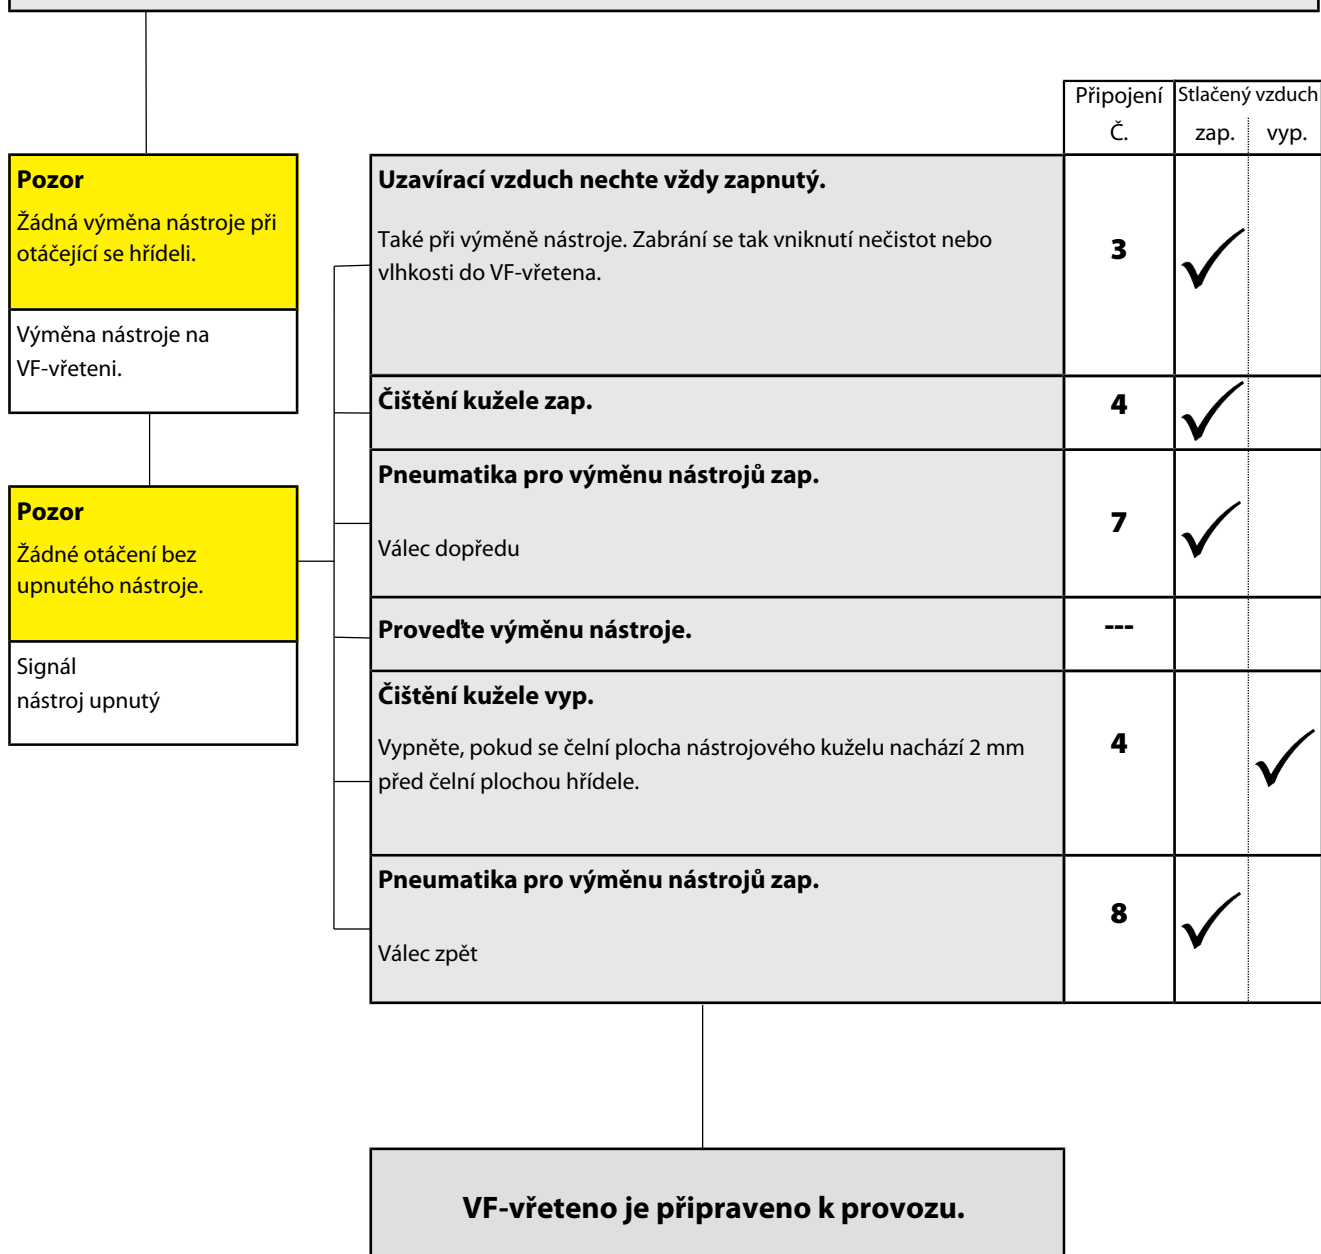 Připojení
Č.
Stlačený vzduch
zap.
vyp.
Pozor
Žádná výměna nástroje při
otáčející se hřídeli.
Výměna nástroje na
VF-vřeteni.
Pozor
Žádné otáčení bez
upnutého nástroje.
Signál
nástroj upnutý
Uzavírací vzduch nechte vždy zapnutý.
Také při výměně nástroje. Zabrání se tak vniknutí nečistot nebo
vlhkosti do VF-vřetena.
3
Čištění kužele zap.
4
Pneumatika pro výměnu nástrojů zap.
Válec dopředu
7
Proveďte výměnu nástroje.
---
Čištění kužele vyp.
Vypněte, pokud se čelní plocha nástrojového kuželu nachází 2 mm
před čelní plochou hřídele.
4
Pneumatika pro výměnu nástrojů zap.
Válec zpět
8
VF-vřeteno je připraveno k provozu.